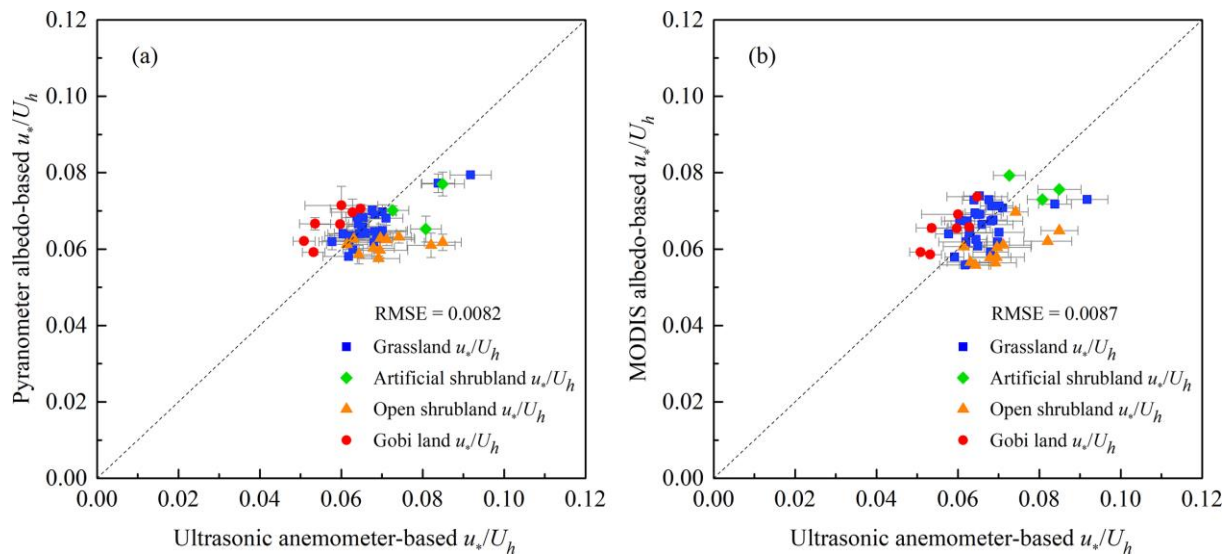 (a)
0.12
0.10
0.08
0.06
0.04
0.02
0.00
Pyranometer albedo-based u*/Uh
RMSE = 0.0082
Grassland u*/Uh
Artificial shrubland u*/Uh
Open shrubland u*/Uh
Gobi land u*/Uh
0.00 0.02 0.04 0.06 0.08 0.10 0.12
Ultrasonic anemometer-based u*/Uh
(b)
0.12
0.10
0.08
0.06
0.04
0.02
0.00
MODIS albedo-based u*/Uh
RMSE = 0.0087
Grassland u*/Uh
Artificial shrubland u*/Uh
Open shrubland u*/Uh
Gobi land u*/Uh
0.00 0.02 0.04 0.06 0.08 0.10 0.12
Ultrasonic anemometer-based u*/Uh